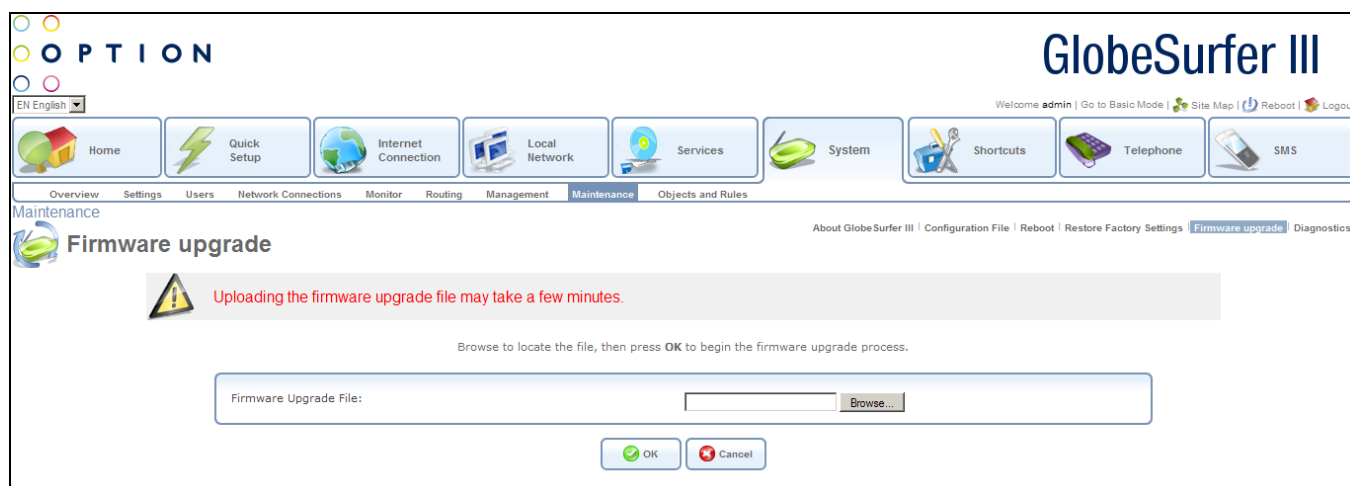 OPTION
GlobeSurfer III
EN English
Welcome admin | Go to Basic Mode | Site Map | Reboot | Logou
Home
Quick Setup
Internet Connection
Local Network
Services
System
Shortcuts
Telephone
SMS
Overview Settings Users Network Connections Monitor Routing Management Maintenance Objects and Rules
Maintenance
About GlobeSurfer III | Configuration File | Reboot | Restore Factory Settings | Firmware upgrade | Diagnostics
Firmware upgrade
Uploading the firmware upgrade file may take a few minutes.
Browse to locate the file, then press OK to begin the firmware upgrade process.
Firmware Upgrade File: Browse...
OK Cancel